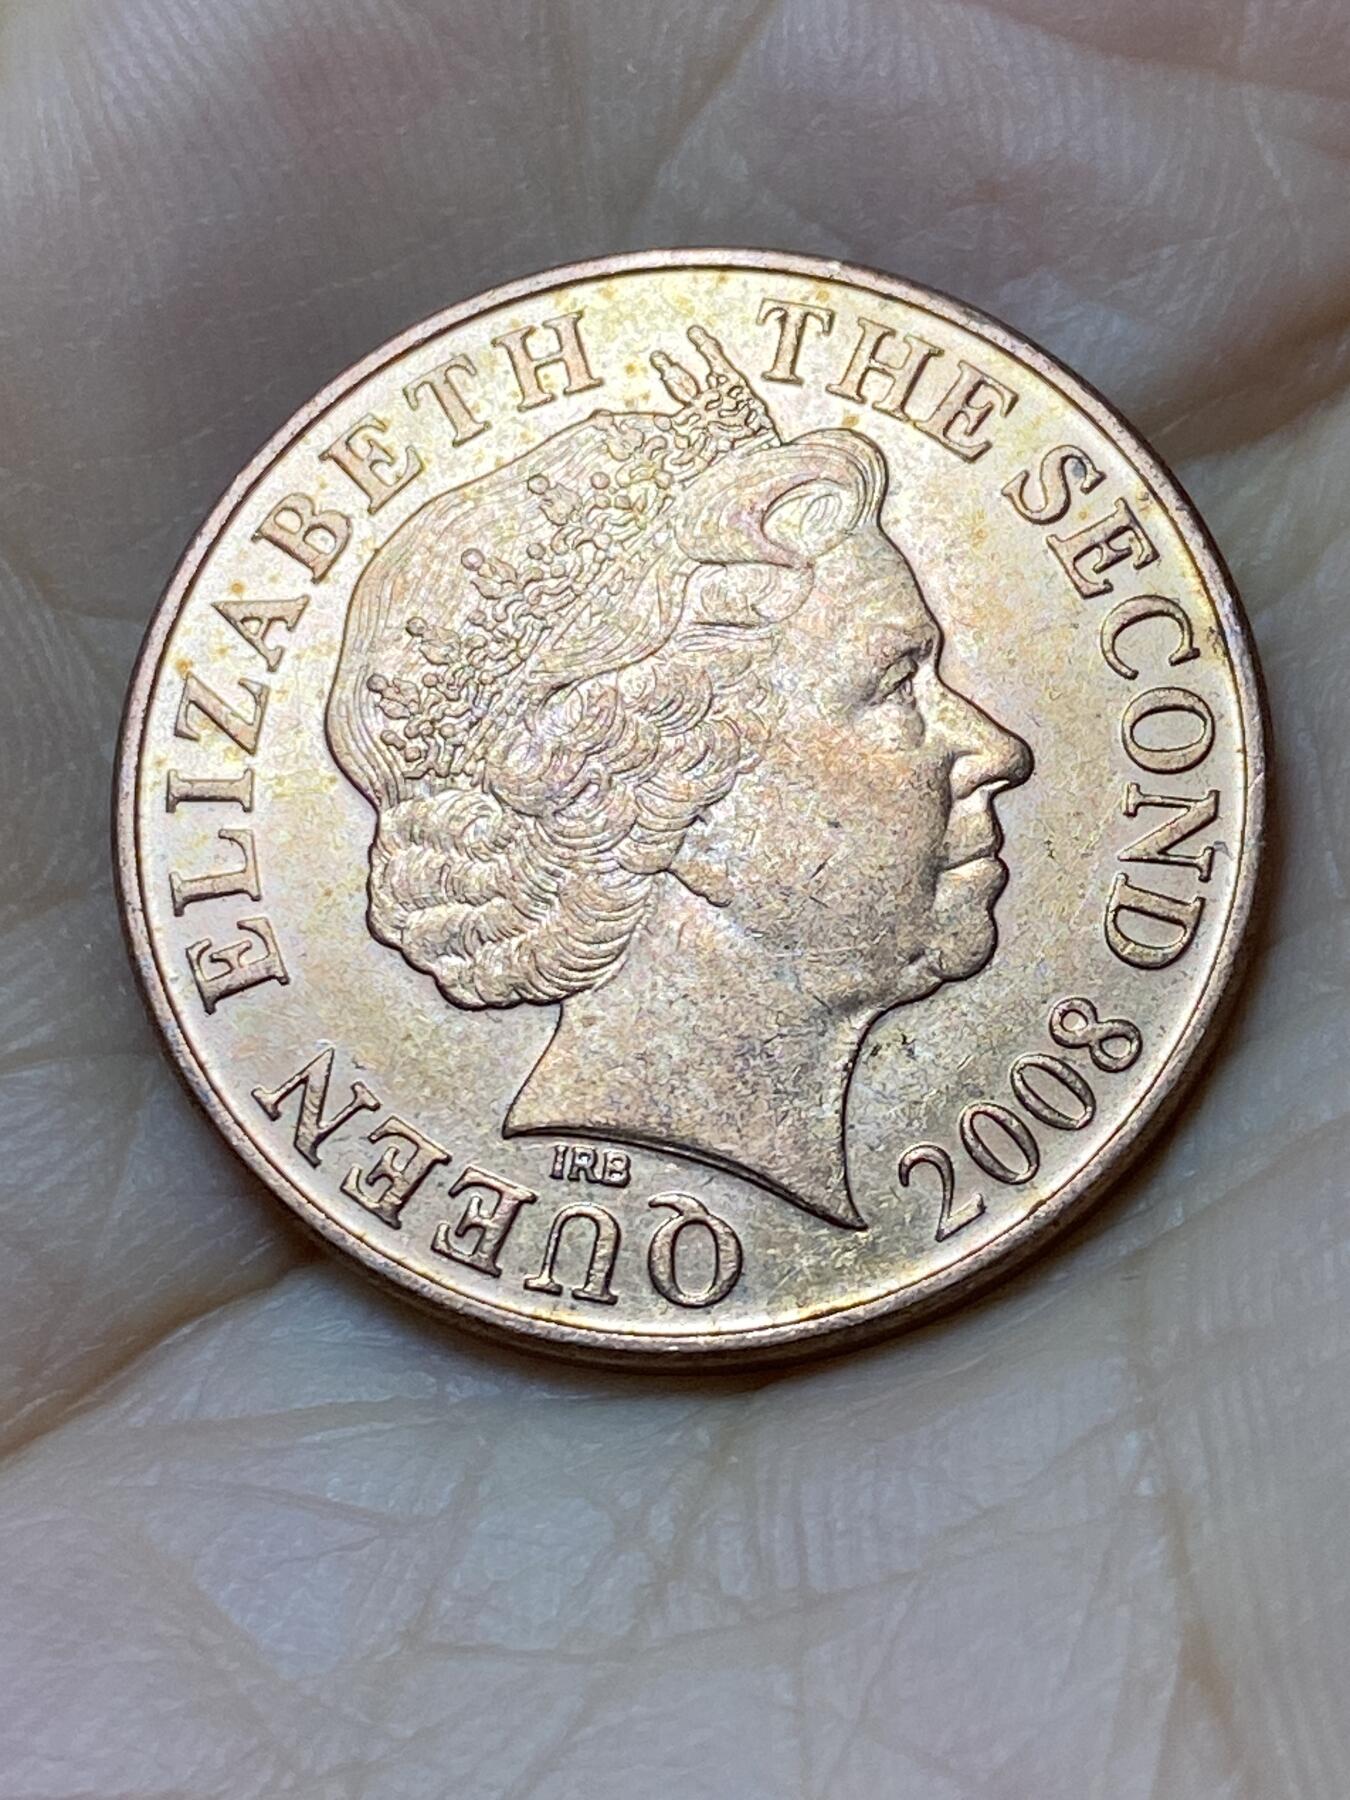 QUEEN ELIZABETH THE SECOND 2008
IRB